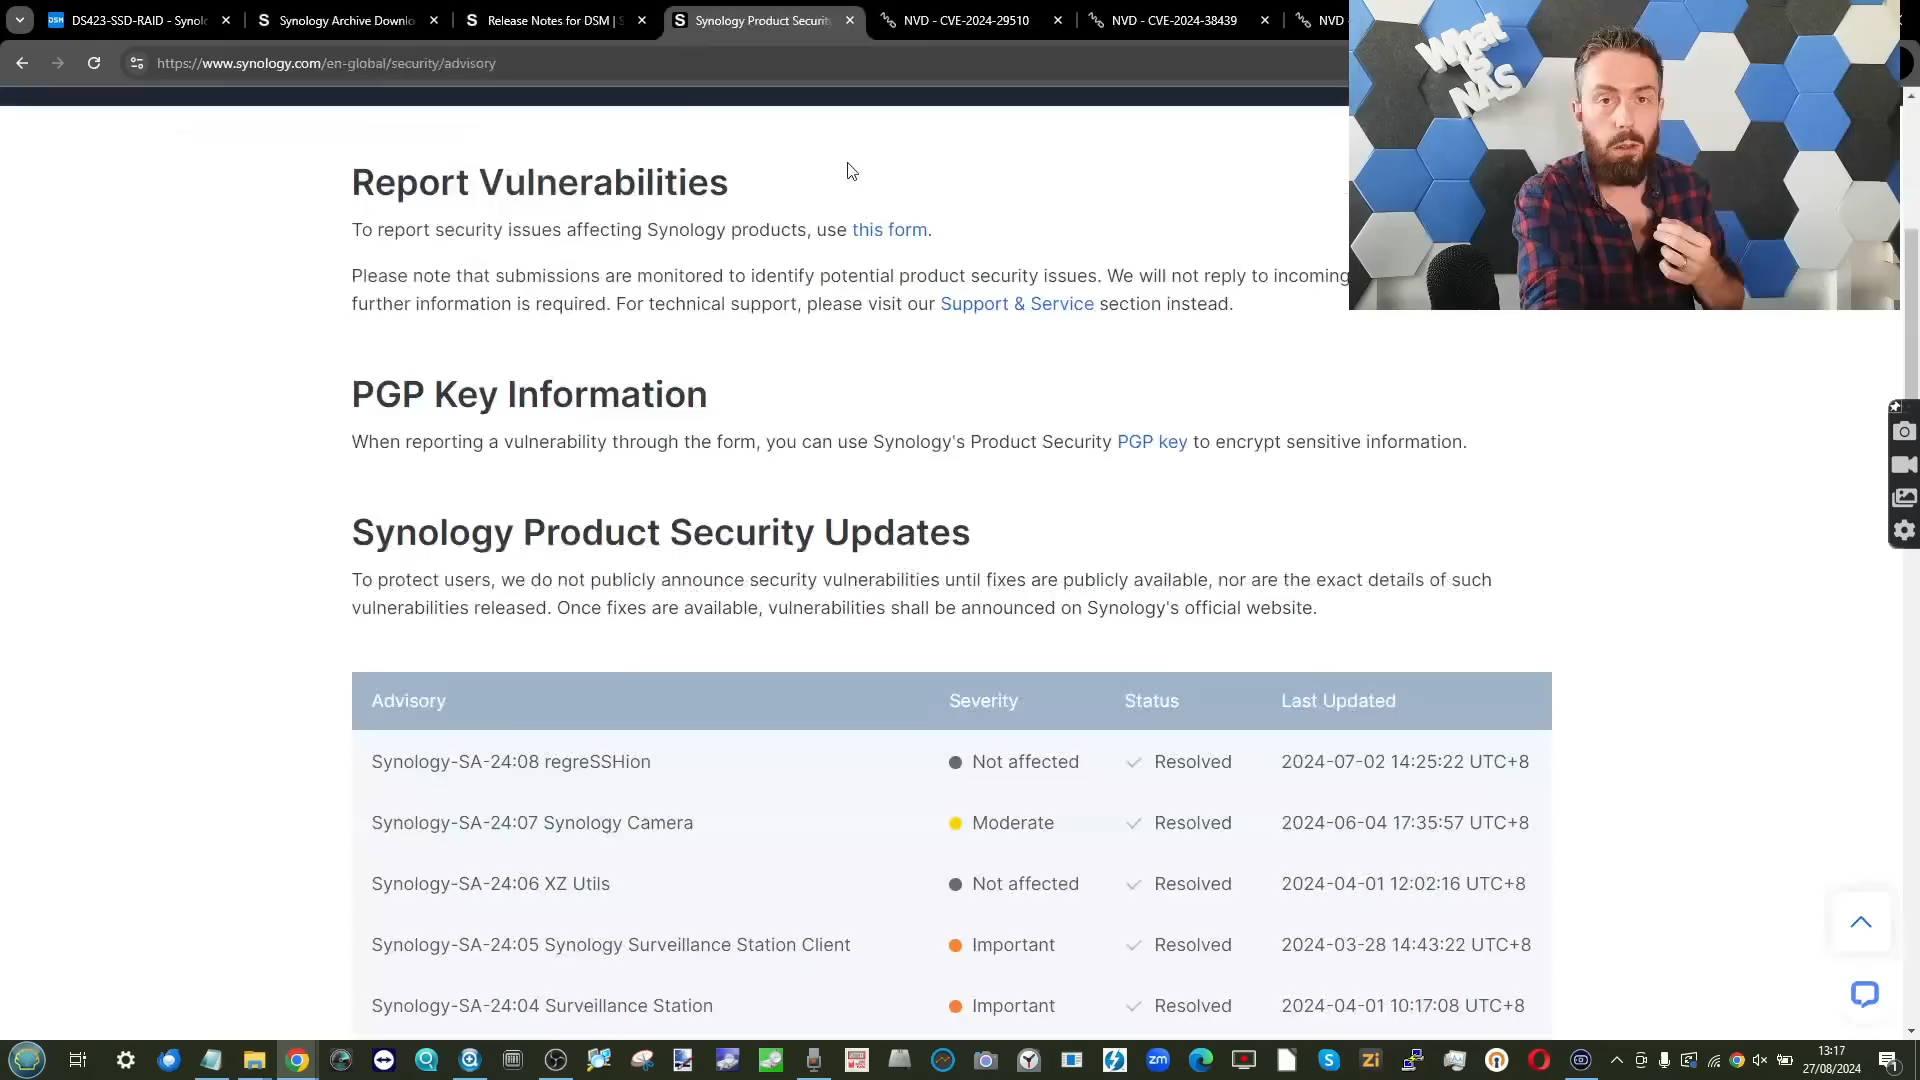 DS423-SSD-RAID - Synolo
Synology Archive Downlo
Release Notes for DSM | S
Synology Product Securit
NVD - CVE-2024-29510
NVD - CVE-2024-38439
NVD -
https://www.synology.com/en-global/security/advisory
What
is
NAS
Report Vulnerabilities
To report security issues affecting Synology products, use this form.
Please note that submissions are monitored to identify potential product security issues. We will not reply to incoming
further information is required. For technical support, please visit our Support & Service section instead.
PGP Key Information
When reporting a vulnerability through the form, you can use Synology's Product Security PGP key to encrypt sensitive information.
Synology Product Security Updates
To protect users, we do not publicly announce security vulnerabilities until fixes are publicly available, nor are the exact details of such
vulnerabilities released. Once fixes are available, vulnerabilities shall be announced on Synology's official website.
Advisory Severity Status Last Updated
Synology-SA-24:08 regreSSHion Not affected Resolved 2024-07-02 14:25:22 UTC+8
Synology-SA-24:07 Synology Camera Moderate Resolved 2024-06-04 17:35:57 UTC+8
Synology-SA-24:06 XZ Utils Not affected Resolved 2024-04-01 12:02:16 UTC+8
Synology-SA-24:05 Synology Surveillance Station Client Important Resolved 2024-03-28 14:43:22 UTC+8
Synology-SA-24:04 Surveillance Station Important Resolved 2024-04-01 10:17:08 UTC+8
zm
Zi
13:17
27/08/2024